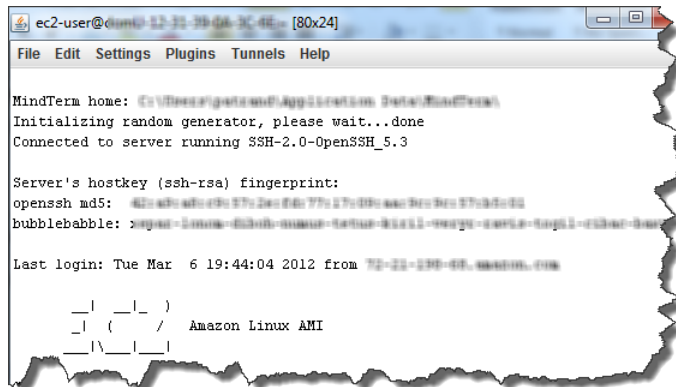 ec2-user@ [80x24]
File Edit Settings Plugins Tunnels Help
MindTerm home:
Initializing random generator, please wait...done
Connected to server running SSH-2.0-OpenSSH_5.3
Server's hostkey (ssh-rsa) fingerprint:
openssh md5:
bubblebabble:
Last login: Tue Mar  6 19:44:04 2012 from
__|  __|_  )
_|  (     /   Amazon Linux AMI
___|\___|___|